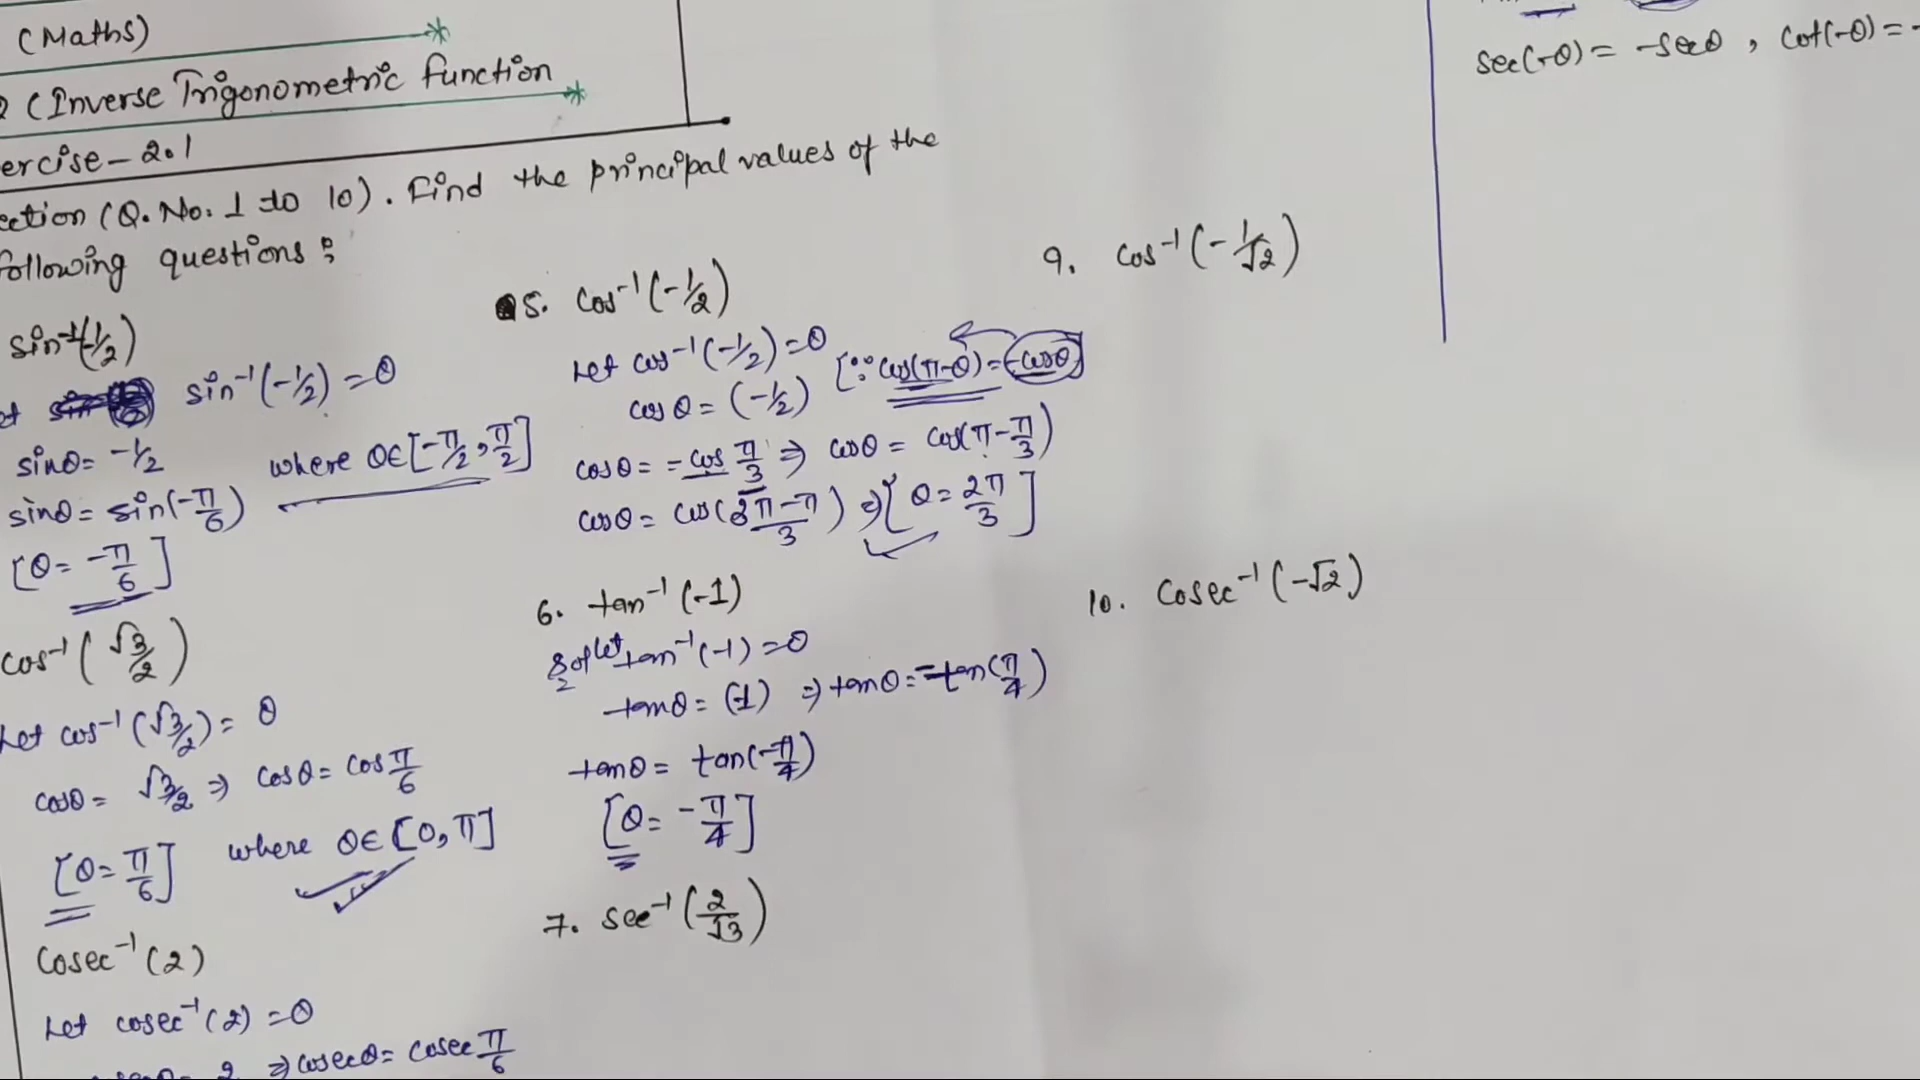 (Maths)
2 (Inverse Trigonometric function
ercise-2.1
ection (Q. No. 1 to 10). Find the principal values of the
following questions:
sin⁻¹(-1/2)
sin⁻¹(-1/2) = θ
sinθ = -1/2 where θ∈[-π/2, π/2]
sinθ = sin(-π/6)
[θ = -π/6]
cos⁻¹(√3/2)
Let cos⁻¹(√3/2) = θ
cosθ = √3/2 ⇒ cosθ = cos π/6
[θ = π/6] where θ∈[0, π]
Cosec⁻¹(2)
Let cosec⁻¹(2) = θ
2 ⇒ cosecθ = cosec π/6
5. cos⁻¹(-1/2)
Let cos⁻¹(-1/2) = θ [∵ cos(π-θ) = -cosθ]
cosθ = (-1/2)
cosθ = -cos π/3 ⇒ cosθ = cos(π-π/3)
cosθ = cos(3π-π/3) ⇒ [θ = 2π/3]
6. tan⁻¹(-1)
Sol let tan⁻¹(-1) = θ
tanθ = (-1) ⇒ tanθ = -tan(π/4)
tanθ = tan(-π/4)
[θ = -π/4]
7. sec⁻¹(2/√3)
9. cos⁻¹(-1/√2)
10. Cosec⁻¹(-√2)
sec(-θ) = -secθ, cot(-θ) = -